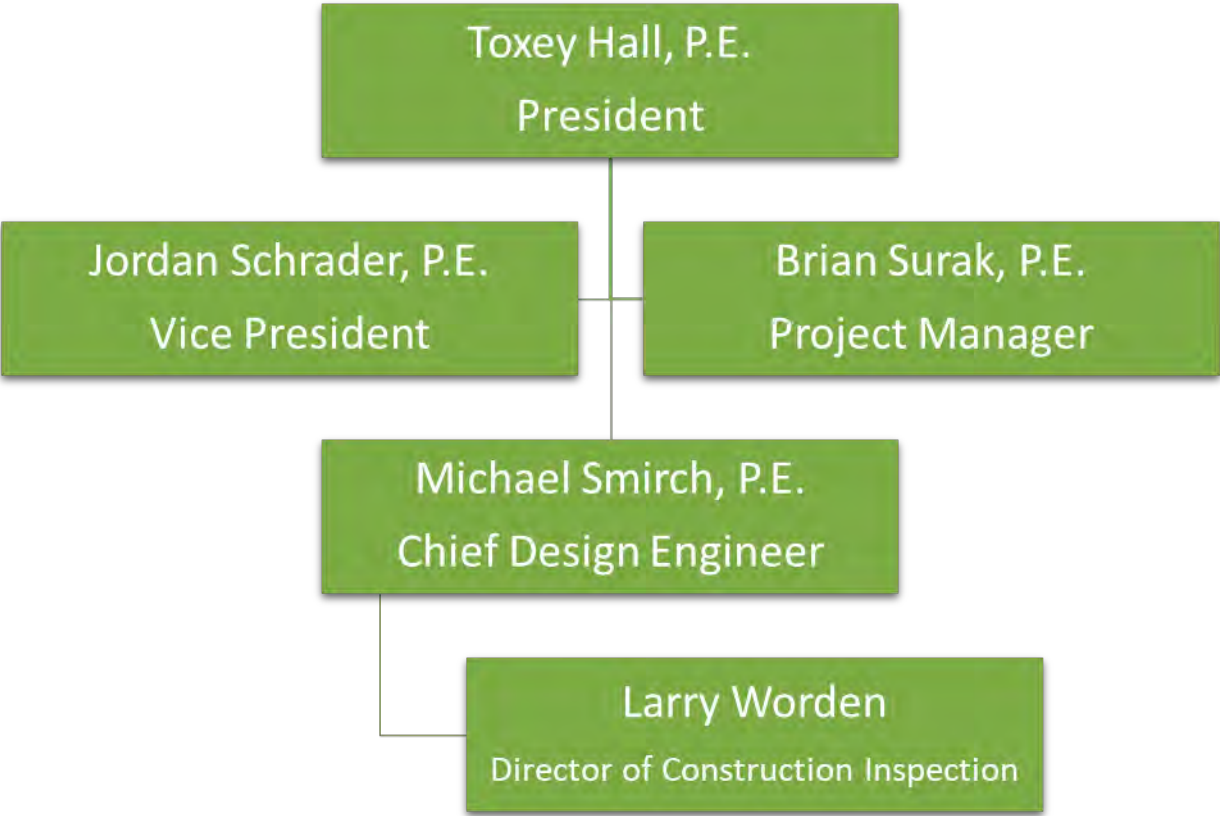 Toxey Hall, P.E.
President
Jordan Schrader, P.E.
Vice President
Brian Surak, P.E.
Project Manager
Michael Smirch, P.E.
Chief Design Engineer
Larry Worden
Director of Construction Inspection